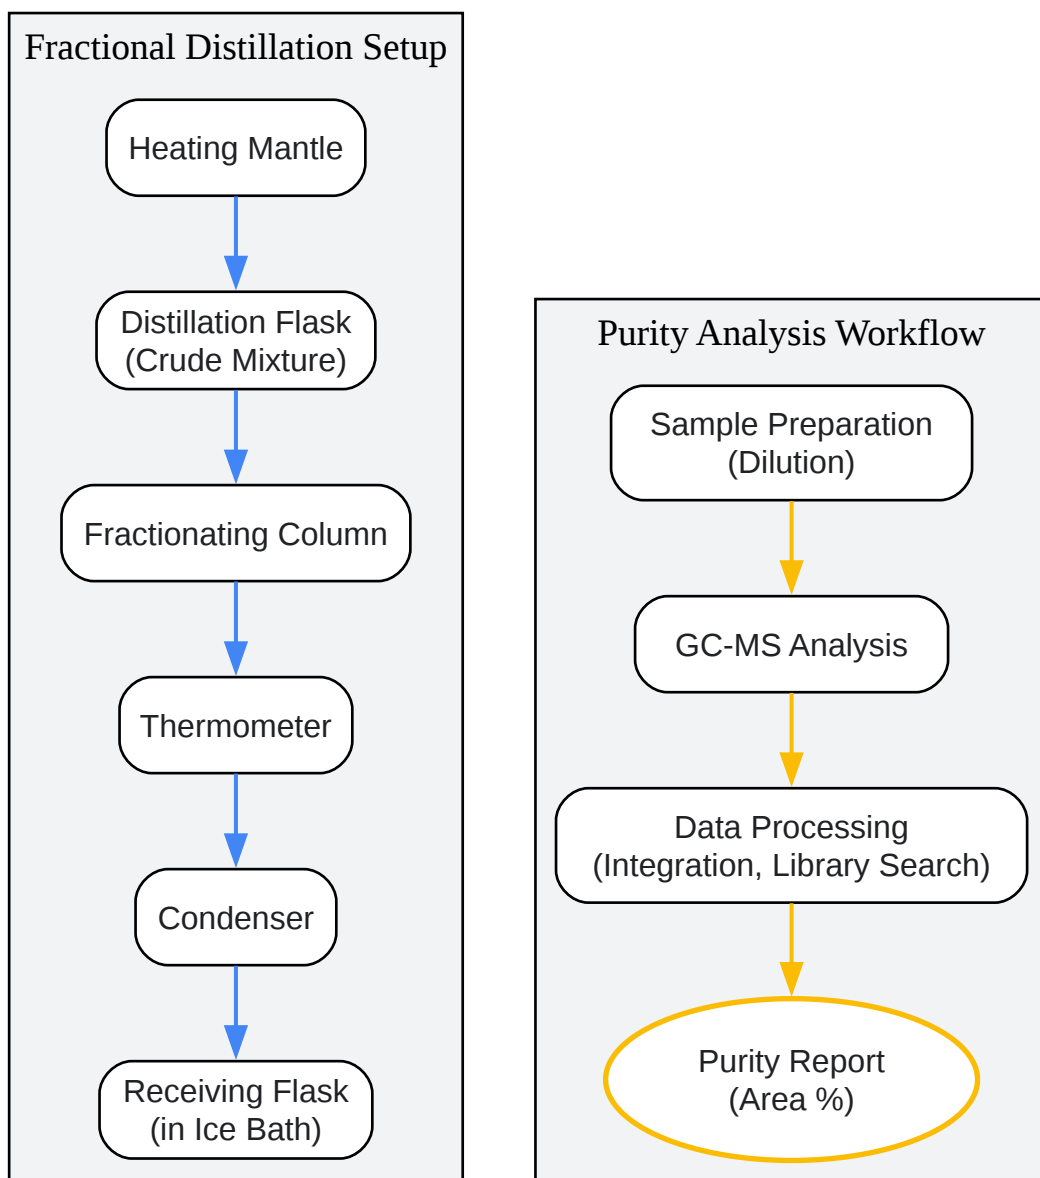 Fractional Distillation Setup
Heating Mantle
Distillation Flask
(Crude Mixture)
Fractionating Column
Thermometer
Condenser
Receiving Flask
(in Ice Bath)
Purity Analysis Workflow
Sample Preparation
(Dilution)
GC-MS Analysis
Data Processing
(Integration, Library Search)
Purity Report
(Area %)